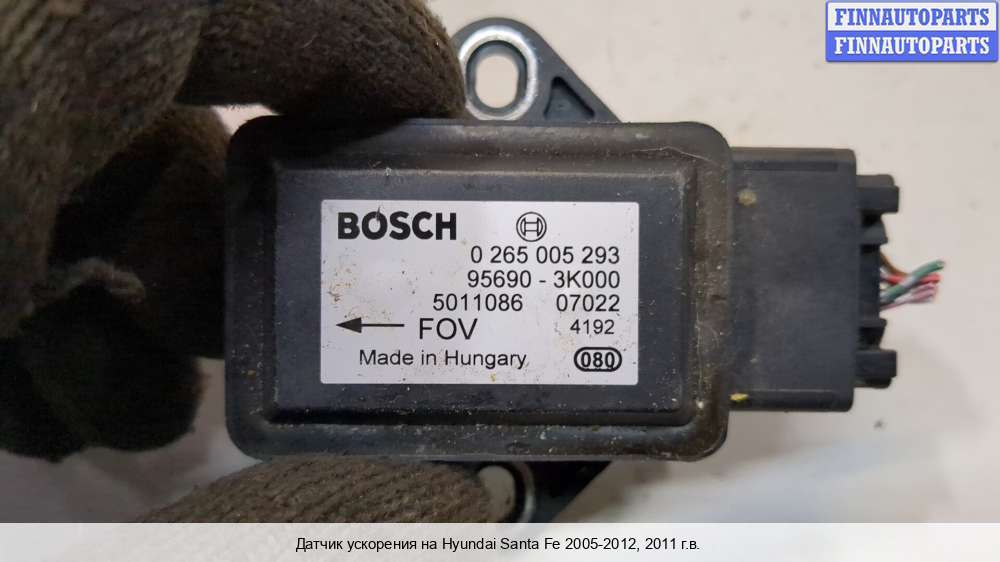 FINNAUTOPARTS
FINNAUTOPARTS
BOSCH
0 265 005 293
95690 - 3K000
5011086 07022
FOV 4192
Made in Hungary 080
Датчик ускорения на Hyundai Santa Fe 2005-2012, 2011 г.в.